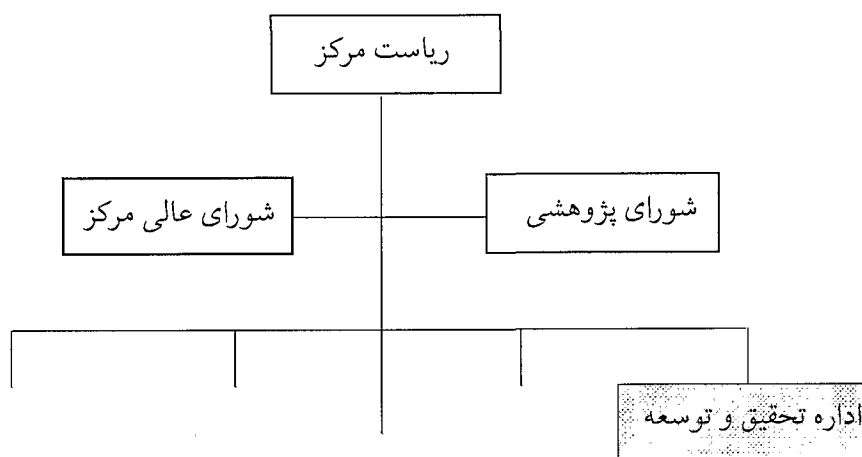 ریاست مرکز
شورای پژوهشی
شورای عالی مرکز
اداره تحقیق و توسعه